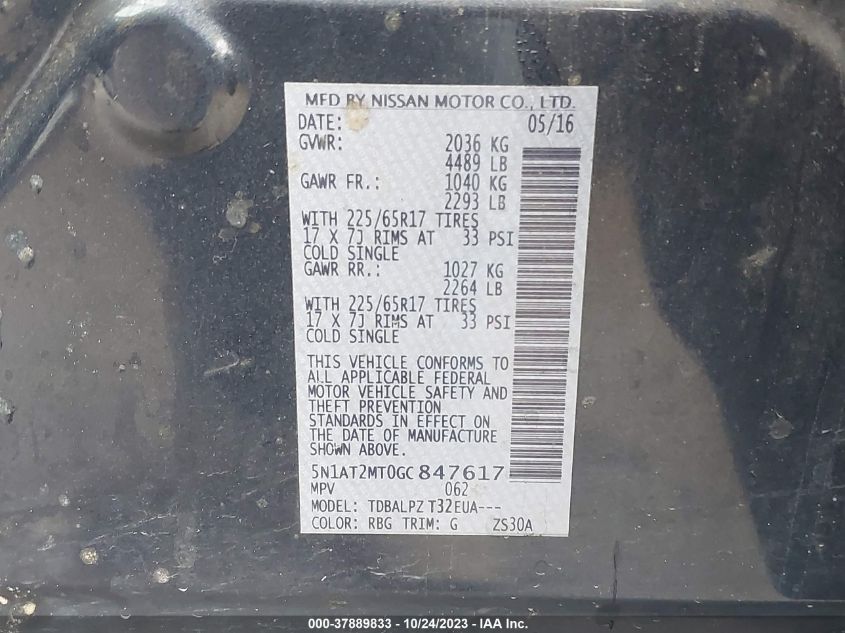 MFD BY NISSAN MOTOR CO., LTD.
DATE: 05/16
GVWR: 2036 KG
4489 LB
GAWR FR.: 1040 KG
2293 LB
WITH 225/65R17 TIRES
17 X 7J RIMS AT 33 PSI
COLD SINGLE
GAWR RR.: 1027 KG
2264 LB
WITH 225/65R17 TIRES
17 X 7J RIMS AT 33 PSI
COLD SINGLE
THIS VEHICLE CONFORMS TO
ALL APPLICABLE FEDERAL
MOTOR VEHICLE SAFETY AND
THEFT PREVENTION
STANDARDS IN EFFECT ON
THE DATE OF MANUFACTURE
SHOWN ABOVE.
5N1AT2MT0GC847617
MPV 062
MODEL: TDBALPZ T32EUA---
COLOR: RBG TRIM: G ZS30A
000-37889833 - 10/24/2023 - IAA Inc.